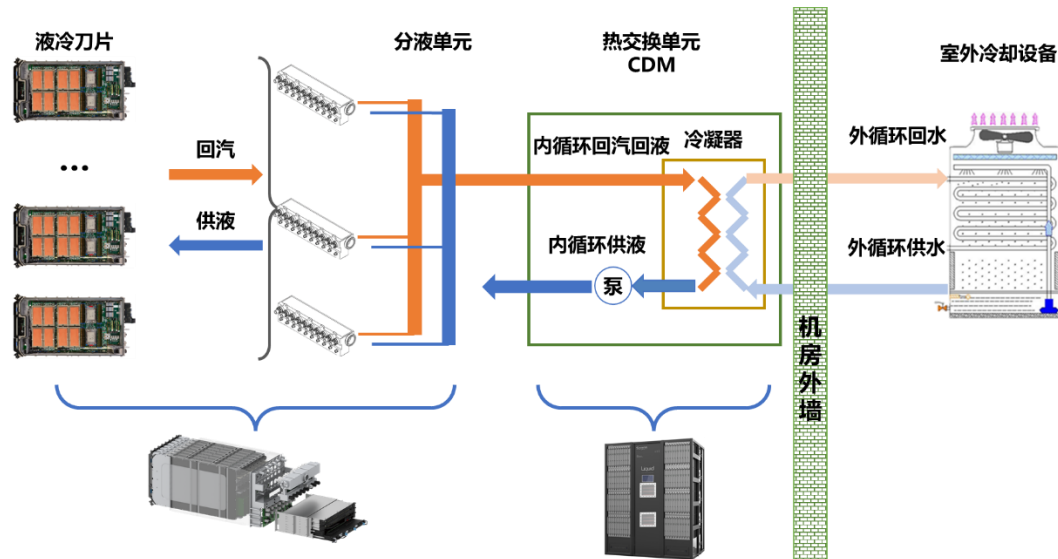 液冷刀片
分液单元
热交换单元
CDM
室外冷却设备
回汽
供液
...
内循环回汽回液
冷凝器
内循环供液
泵
外循环回水
外循环供水
机房外墙
Liquid